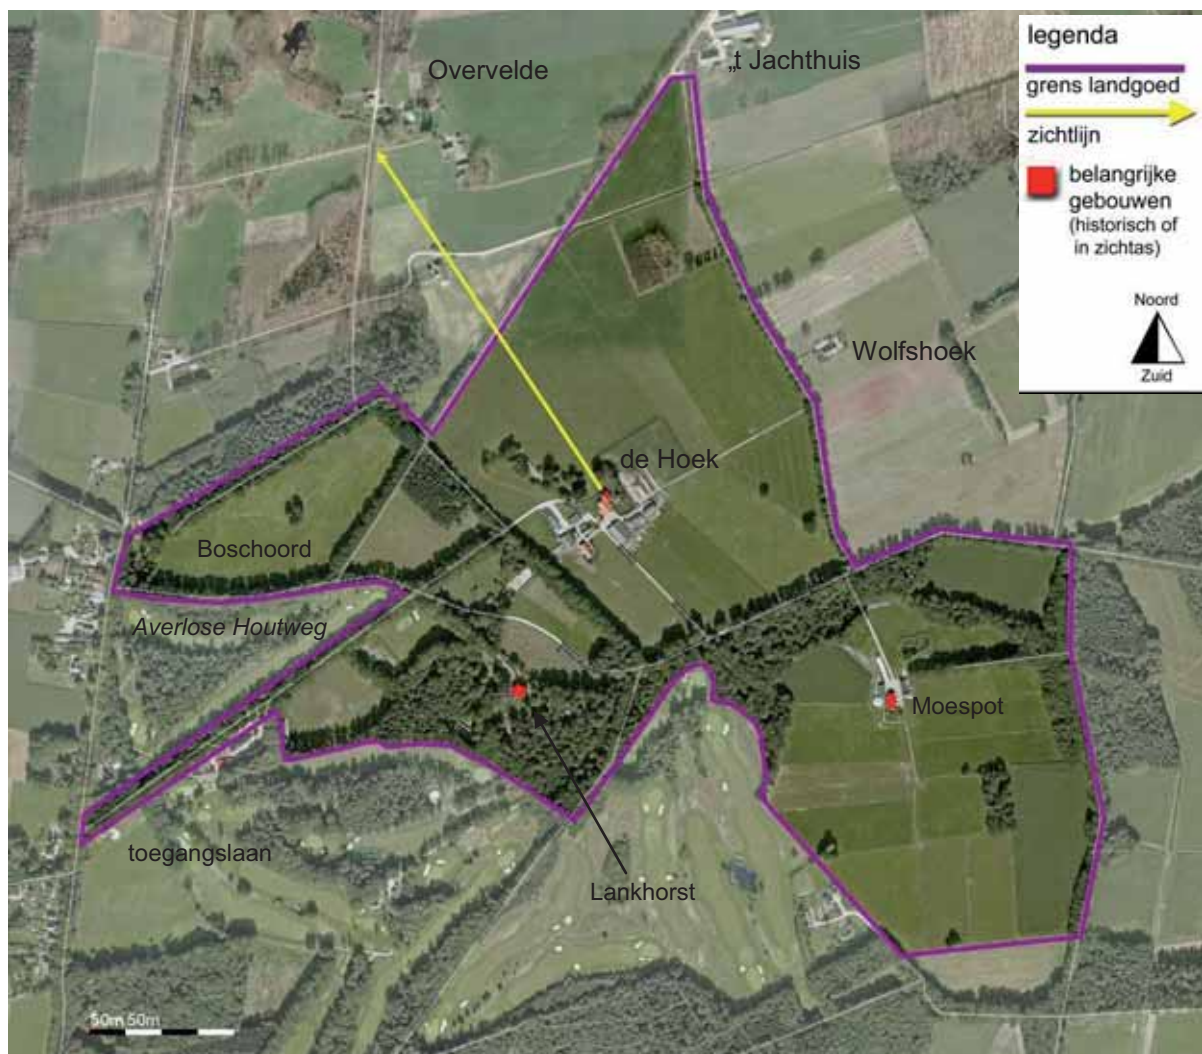 Overvelde
„t Jachthuis
Wolfshoek
de Hoek
Boschoord
Averlose Houtweg
Moespot
toegangslaan
Lankhorst
50m 50m
legenda
grens landgoed
zichtlijn
belangrijke
gebouwen
(historisch of
in zichtas)
Noord
Zuid